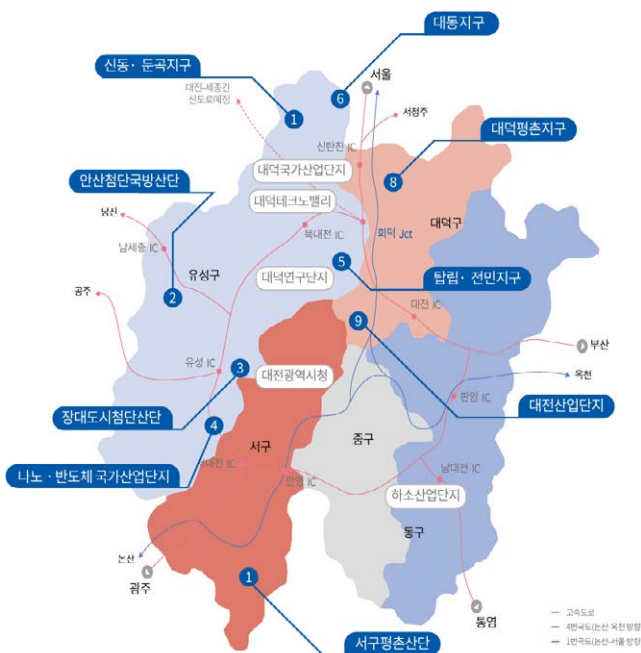 대통지구
신동· 둔곡지구
6
서울
대전-세종간
신도로예정
1
서청주
신탄진 IC
대덕평촌지구
대덕국가산업단지
8
안산첨단국방산단
대덕테크노밸리
당진
북대전 IC
회덕 Jct
대덕구
남세종 IC
유성구
5
대덕연구단지
탑립· 전민지구
공주
2
9
대전 IC
부산
유성 IC
3
대전광역시청
옥천
판암 IC
장대도시첨단산단
대전산업단지
4
중구
서구
나노·반도체 국가산업단지
서대전 IC
안영 IC
남대전 IC
하소산업단지
동구
논산
광주
1
통영
고속도로
4번국도(논산-옥천 방향
서구평촌산단
1번국도(논산-서울 방향